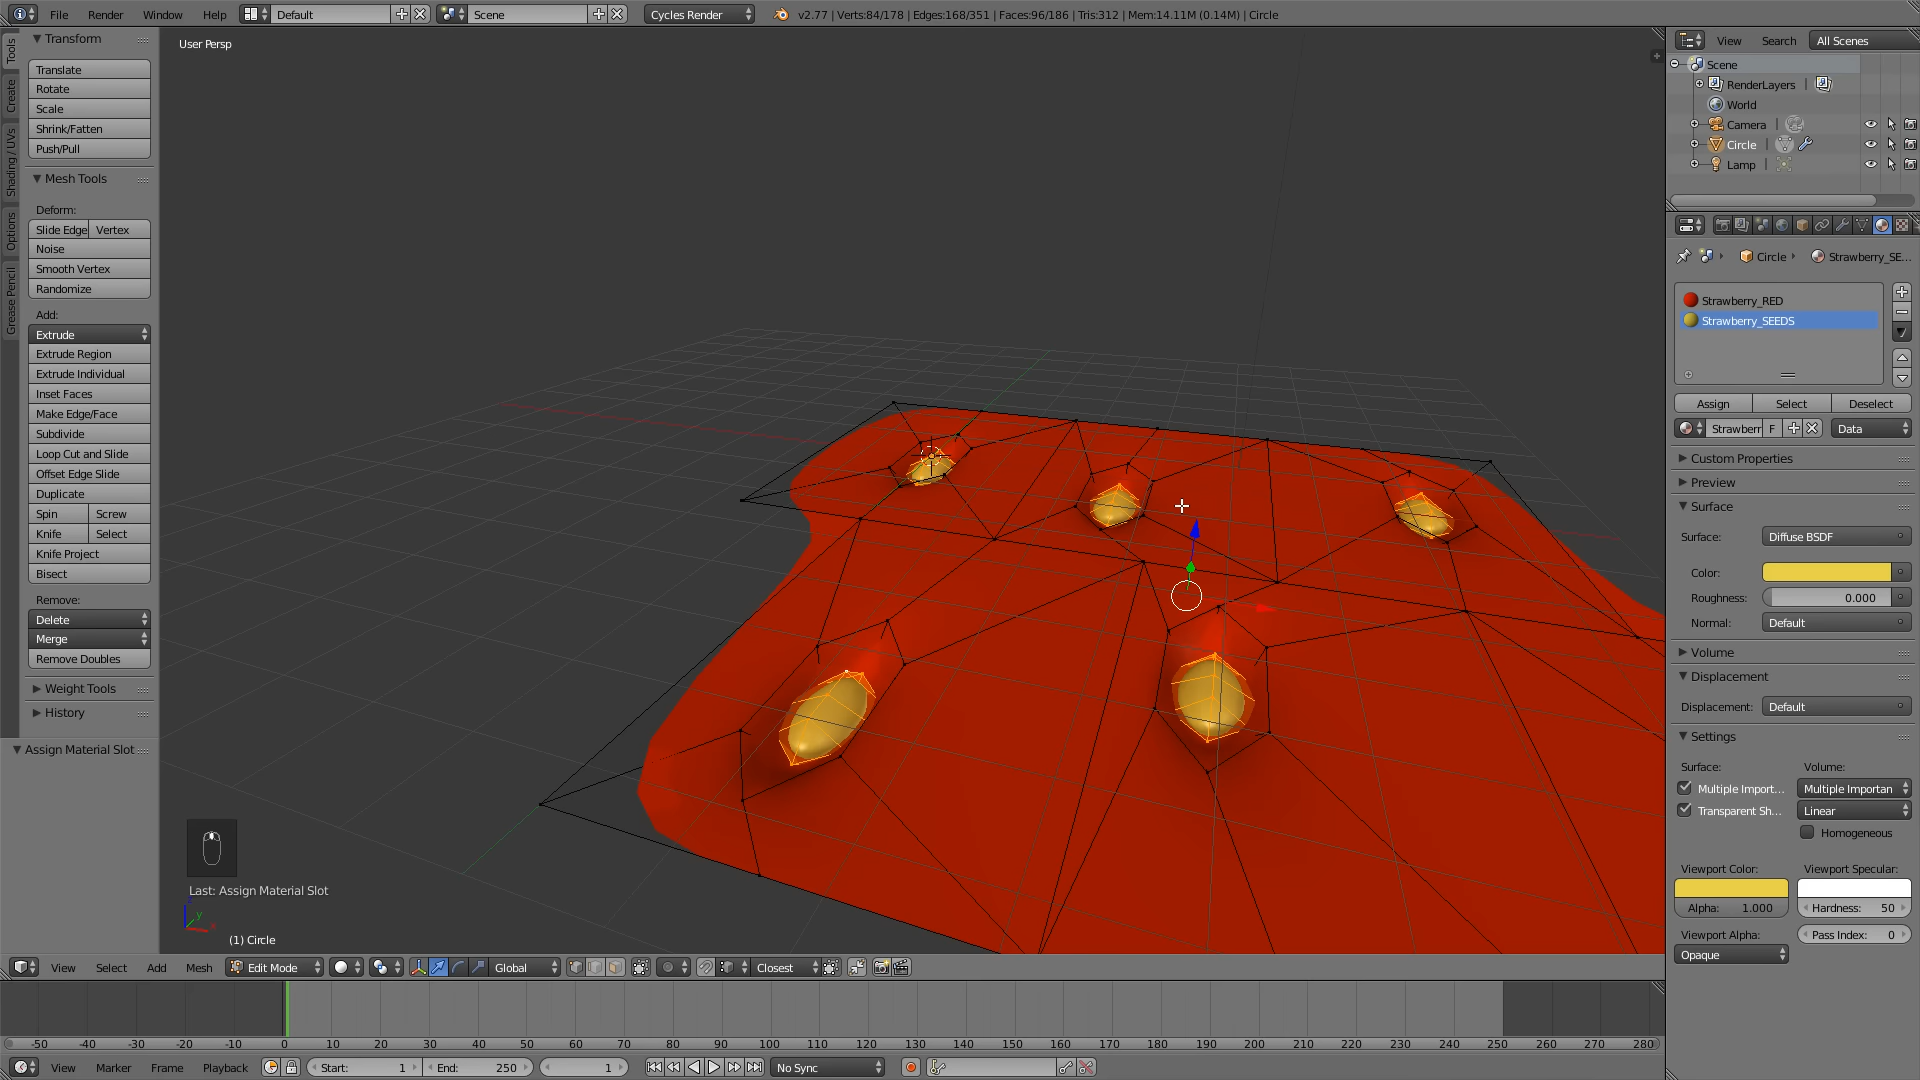 File Render Window Help Default Scene Cycles Render v2.77 | Verts:84/178 | Edges:168/351 | Faces:96/186 | Tris:312 | Mem:14.11M (0.14M) | Circle
Tools
Create
Shading / UVs
Options
Grease Pencil
Transform
Translate
Rotate
Scale
Shrink/Fatten
Push/Pull
Mesh Tools
Deform:
Slide Edge Vertex
Noise
Smooth Vertex
Randomize
Add:
Extrude
Extrude Region
Extrude Individual
Inset Faces
Make Edge/Face
Subdivide
Loop Cut and Slide
Offset Edge Slide
Duplicate
Spin Screw
Knife Select
Knife Project
Bisect
Remove:
Delete
Merge
Remove Doubles
Weight Tools
History
Assign Material Slot
User Persp
Last: Assign Material Slot
z
y
x
(1) Circle
View Search All Scenes
Scene
RenderLayers |
World
Camera |
Circle |
Lamp |
Circle Strawberry_SE...
Strawberry_RED
Strawberry_SEEDS
Assign Select Deselect
Strawberr F Data
Custom Properties
Preview
Surface
Surface: Diffuse BSDF
Color:
Roughness: 0.000
Normal: Default
Volume
Displacement
Displacement: Default
Settings
Surface: Volume:
Multiple Import... Multiple Importan
Transparent Sh... Linear
Homogeneous
Viewport Color: Viewport Specular:
Alpha: 1.000 Hardness: 50
Viewport Alpha: Pass Index: 0
Opaque
View Select Add Mesh Edit Mode Global Closest
-50 -40 -30 -20 -10 0 10 20 30 40 50 60 70 80 90 100 110 120 130 140 150 160 170 180 190 200 210 220 230 240 250 260 270 280
View Marker Frame Playback Start: 1 End: 250 1 No Sync